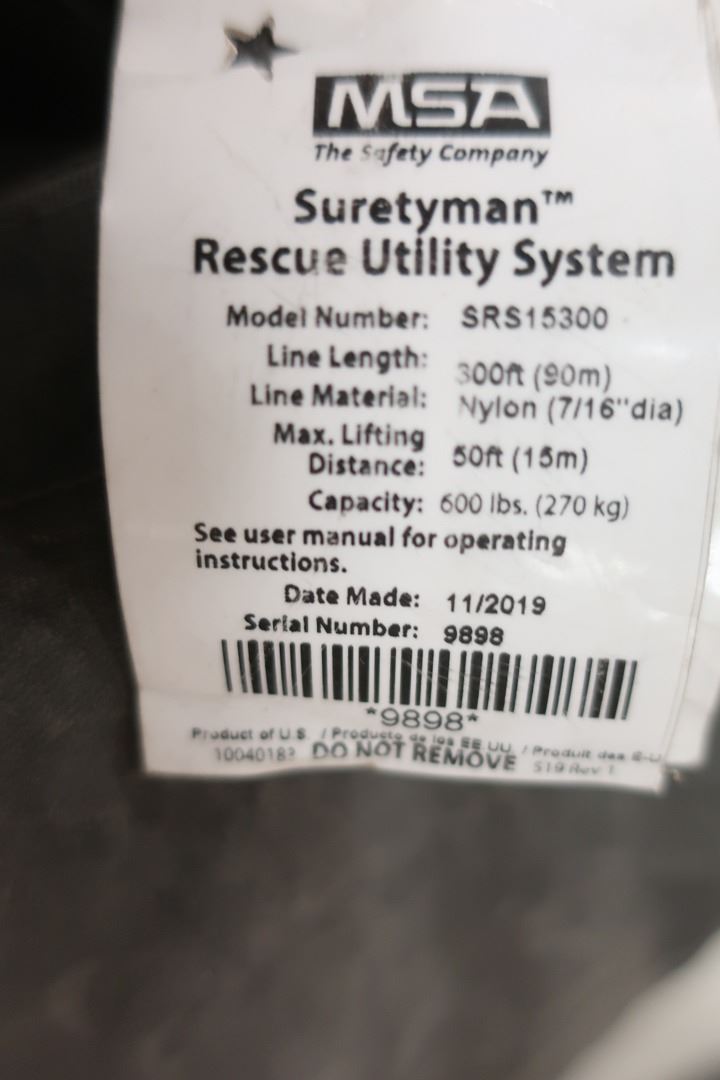 MSA
The Safety Company
Suretyman™
Rescue Utility System
Model Number: SRS15300
Line Length: 300ft (90m)
Line Material: Nylon (7/16"dia)
Max. Lifting
Distance: 50ft (15m)
Capacity: 600 lbs. (270 kg)
See user manual for operating
instructions.
Date Made: 11/2019
Serial Number: 9898
*9898*
Product of U.S. / Producto de los EE.UU. / Produit des E-U
DO NOT REMOVE